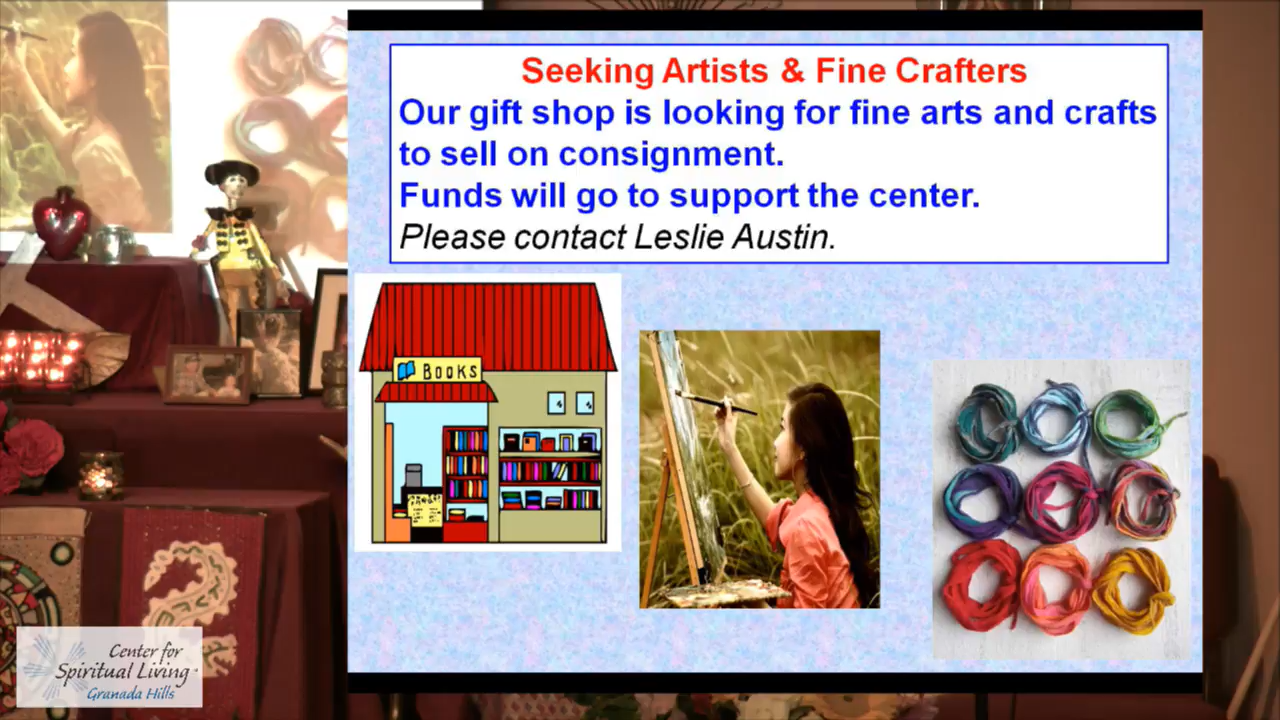 Seeking Artists & Fine Crafters
Our gift shop is looking for fine arts and crafts
to sell on consignment.
Funds will go to support the center.
Please contact Leslie Austin.
Books
Center for
Spiritual Living
Granada Hills